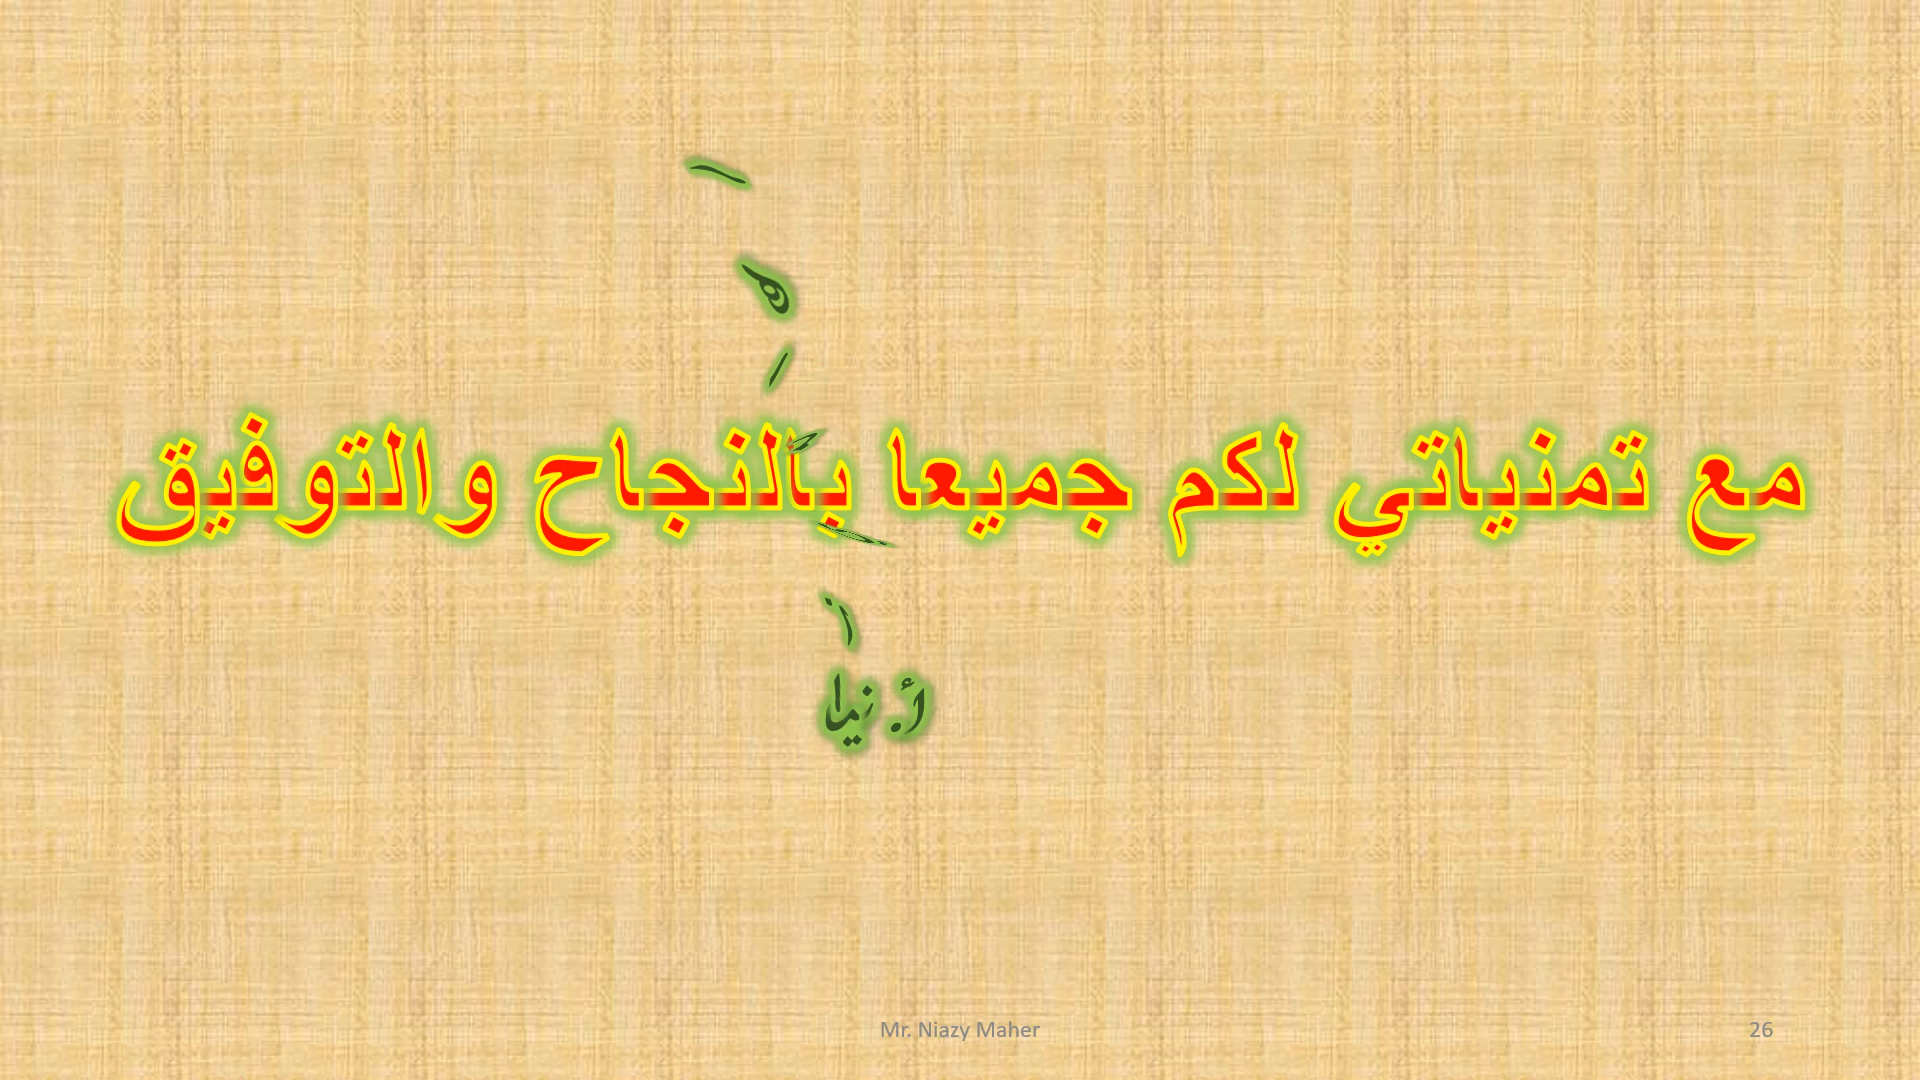 مع تمنياتي لكم جميعا بالنجاح والتوفيق
أ. نيا
Mr. Niazy Maher
26